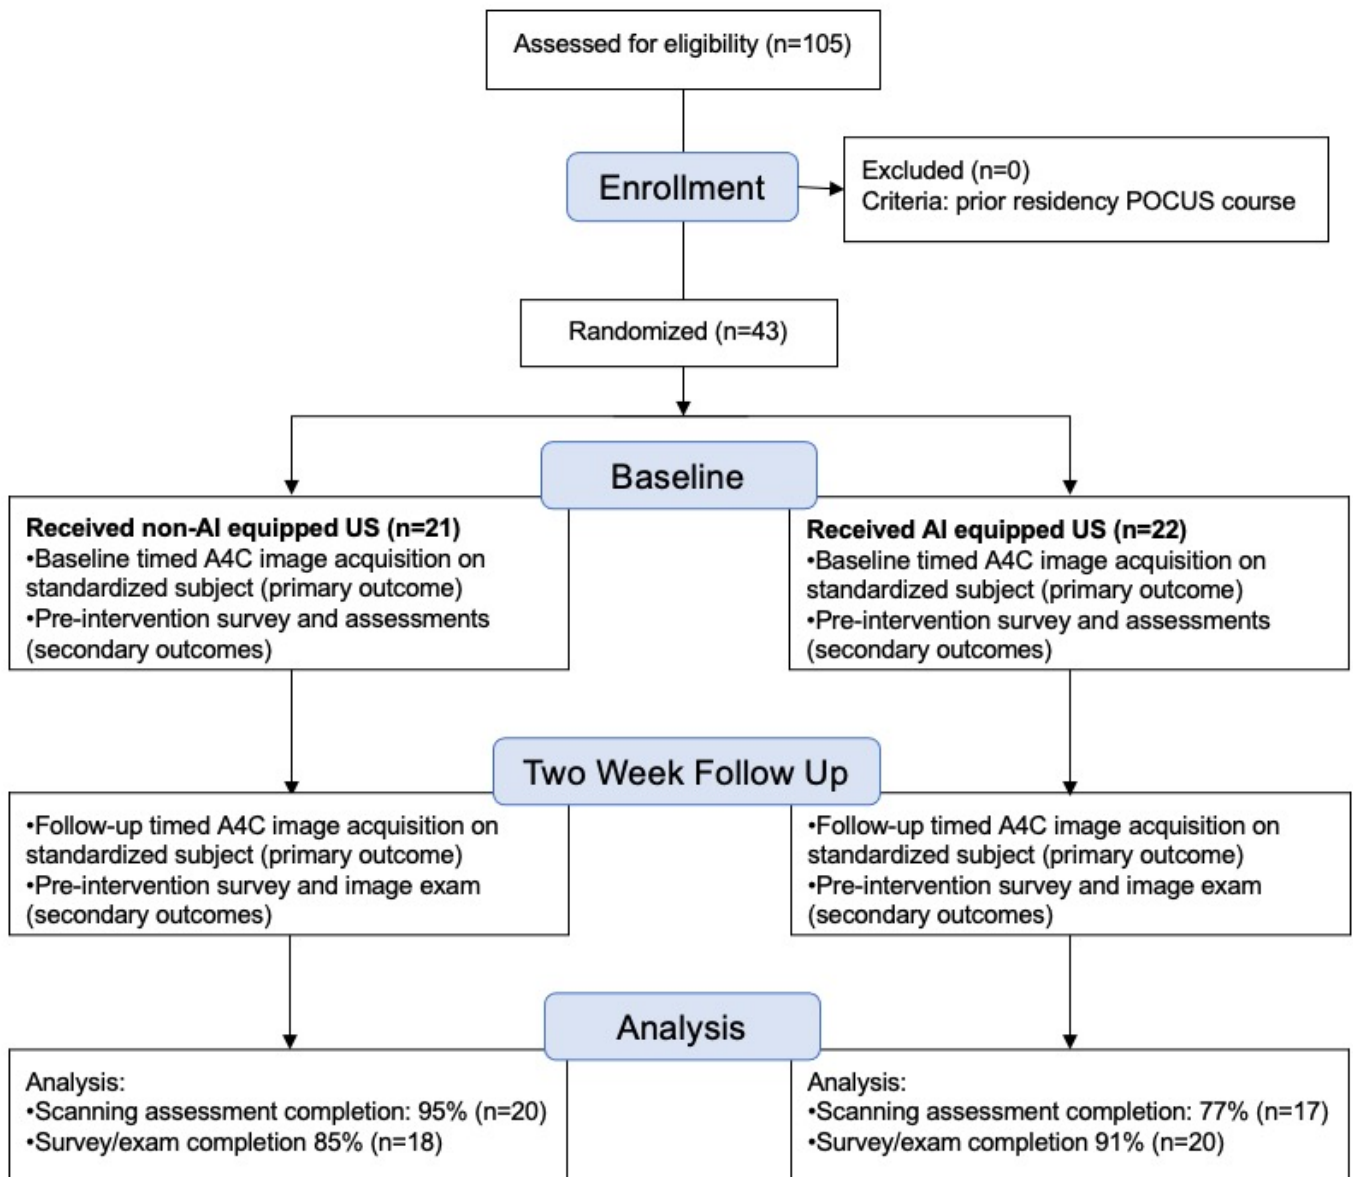 Assessed for eligibility (n=105)
Enrollment
Excluded (n=0)
Criteria: prior residency POCUS course
Randomized (n=43)
Baseline
Received non-AI equipped US (n=21)
•Baseline timed A4C image acquisition on
standardized subject (primary outcome)
•Pre-intervention survey and assessments
(secondary outcomes)
Received AI equipped US (n=22)
•Baseline timed A4C image acquisition on
standardized subject (primary outcome)
•Pre-intervention survey and assessments
(secondary outcomes)
Two Week Follow Up
•Follow-up timed A4C image acquisition on
standardized subject (primary outcome)
•Pre-intervention survey and image exam
(secondary outcomes)
•Follow-up timed A4C image acquisition on
standardized subject (primary outcome)
•Pre-intervention survey and image exam
(secondary outcomes)
Analysis
Analysis:
•Scanning assessment completion: 95% (n=20)
•Survey/exam completion 85% (n=18)
Analysis:
•Scanning assessment completion: 77% (n=17)
•Survey/exam completion 91% (n=20)